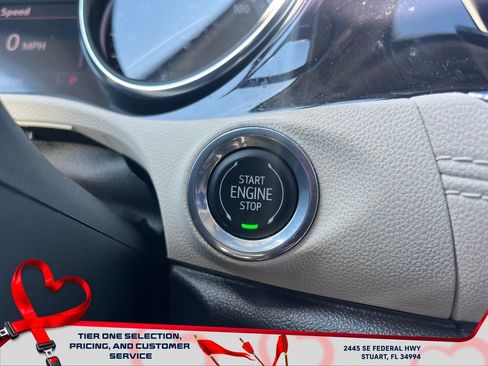 Speed
0 MPH
P
START
ENGINE
STOP
TIER ONE SELECTION,
PRICING, AND CUSTOMER
SERVICE
2445 SE FEDERAL HWY
STUART, FL 34994